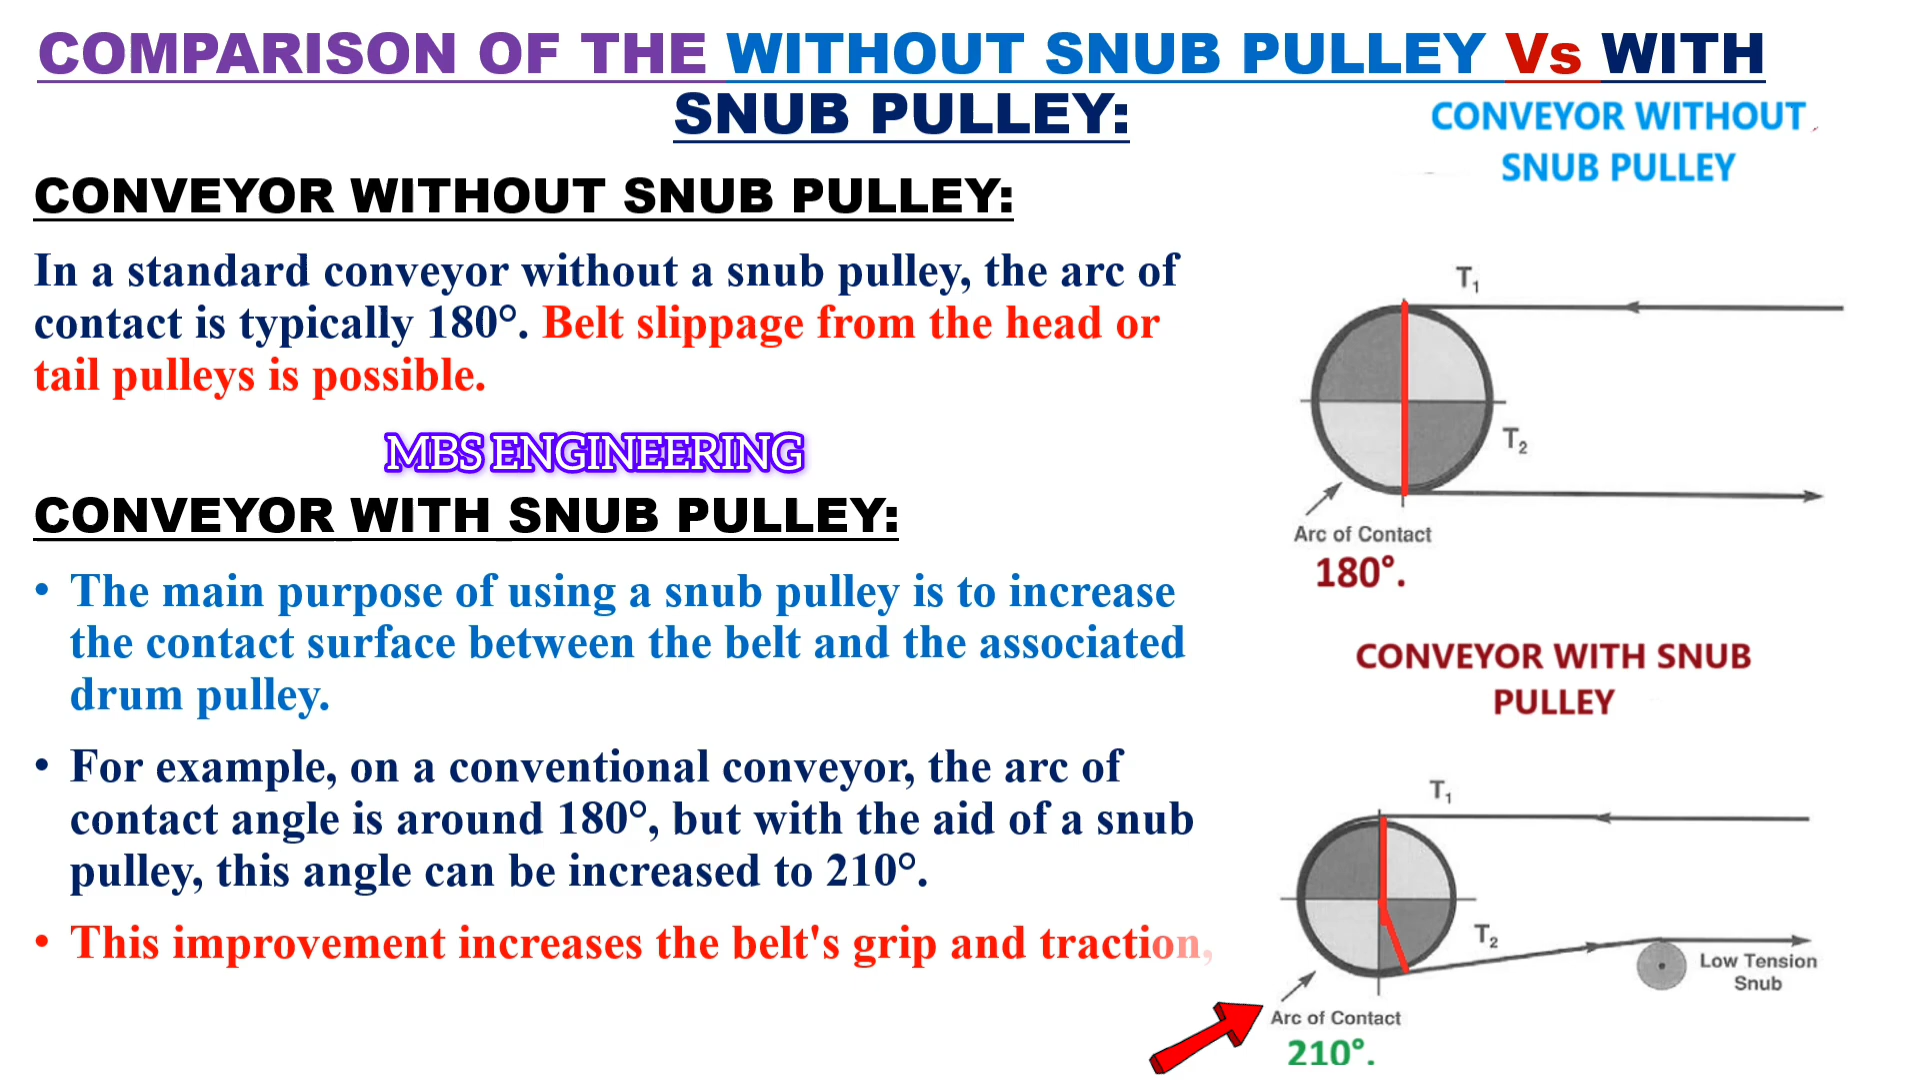 COMPARISON OF THE WITHOUT SNUB PULLEY Vs WITH
SNUB PULLEY:
CONVEYOR WITHOUT SNUB PULLEY:
In a standard conveyor without a snub pulley, the arc of
contact is typically 180°. Belt slippage from the head or
tail pulleys is possible.
MBS ENGINEERING
CONVEYOR WITH SNUB PULLEY:
• The main purpose of using a snub pulley is to increase
the contact surface between the belt and the associated
drum pulley.
• For example, on a conventional conveyor, the arc of
contact angle is around 180°, but with the aid of a snub
pulley, this angle can be increased to 210°.
• This improvement increases the belt's grip and traction,
CONVEYOR WITHOUT
SNUB PULLEY
T₁
T₂
Arc of Contact
180°.
CONVEYOR WITH SNUB
PULLEY
T₁
T₂
Low Tension
Snub
Arc of Contact
210°.